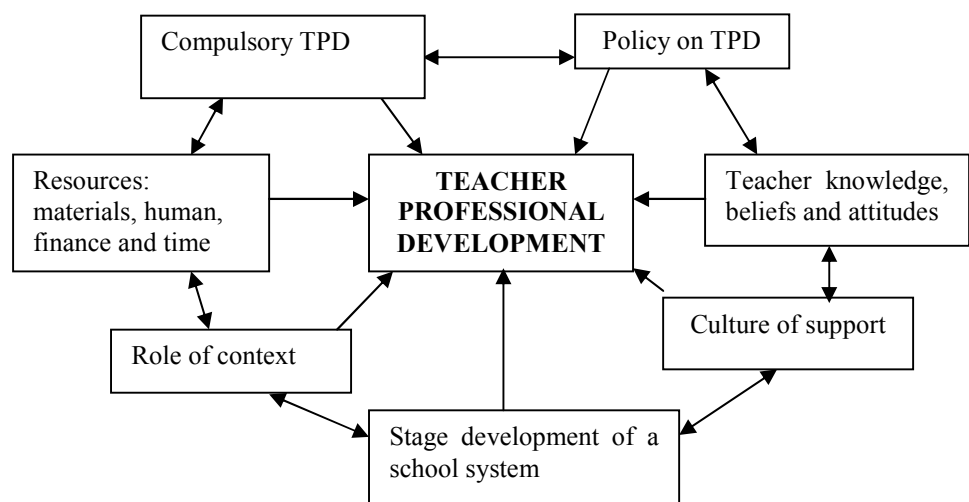 Compulsory TPD
Policy on TPD
Resources:
materials, human,
finance and time
TEACHER
PROFESSIONAL
DEVELOPMENT
Teacher knowledge,
beliefs and attitudes
Role of context
Culture of support
Stage development of a
school system